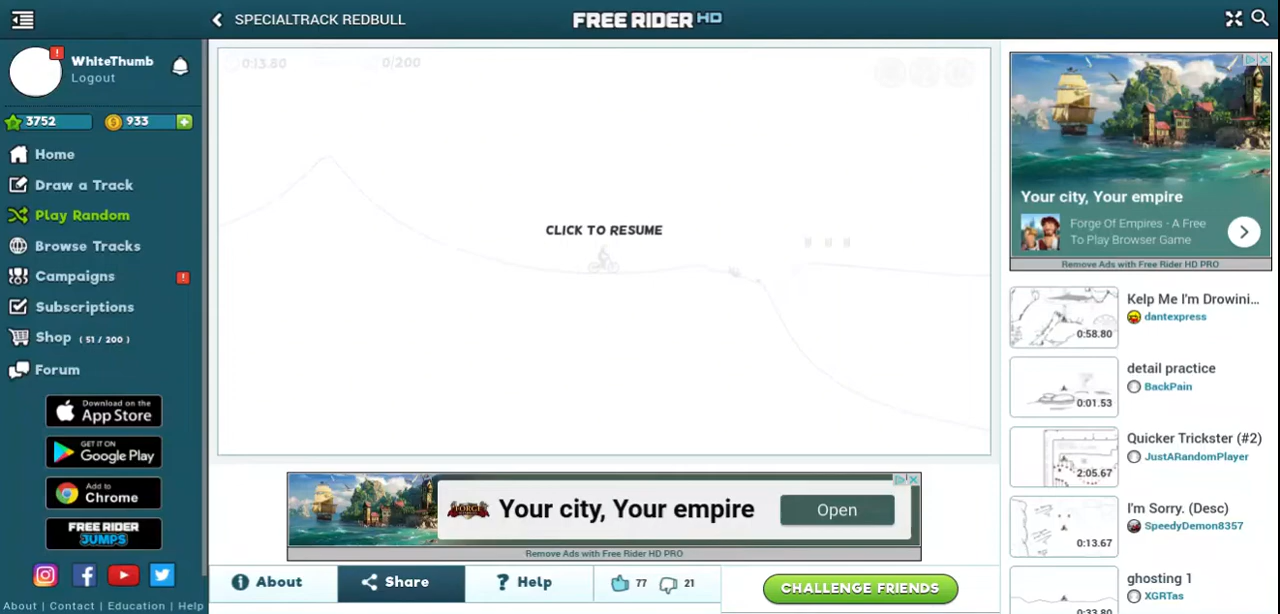 SPECIALTRACK REDBULL
FREE RIDER HD
WhiteThumb
Logout
3752
933
Home
Draw a Track
Play Random
Browse Tracks
Campaigns
Subscriptions
Shop ( 51 / 200 )
Forum
Download on the
App Store
GET IT ON
Google Play
Add to
Chrome
FREE RIDER
JUMPS
About | Contact | Education | Help
0:13.80
0/200
CLICK TO RESUME
FORGE
Your city, Your empire
Open
Remove Ads with Free Rider HD PRO
About
Share
Help
77
21
CHALLENGE FRIENDS
Your city, Your empire
Forge Of Empires - A Free
To Play Browser Game
Remove Ads with Free Rider HD PRO
0:58.80
Kelp Me I'm Drowini...
dantexpress
0:01.53
detail practice
BackPain
2:05.67
Quicker Trickster (#2)
JustARandomPlayer
0:13.67
I'm Sorry. (Desc)
SpeedyDemon8357
0:33.80
ghosting 1
XGRTas